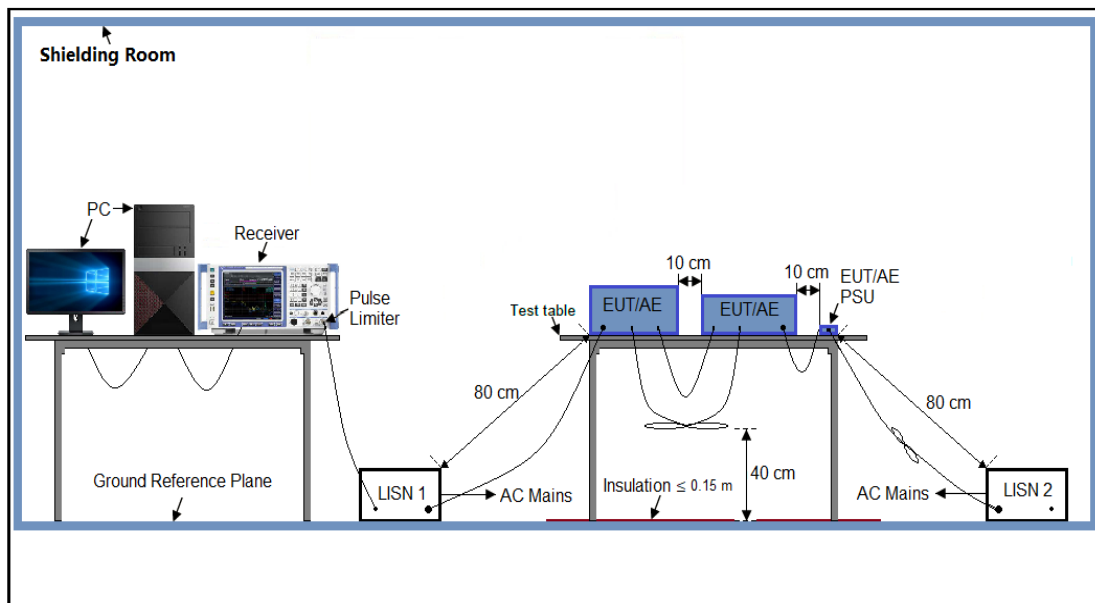 Shielding Room
PC
Receiver
Pulse
Limiter
10 cm
10 cm
EUT/AE
PSU
EUT/AE
EUT/AE
Test table
80 cm
80 cm
40 cm
Ground Reference Plane
LISN 1
AC Mains
Insulation ≤ 0.15 m
AC Mains
LISN 2